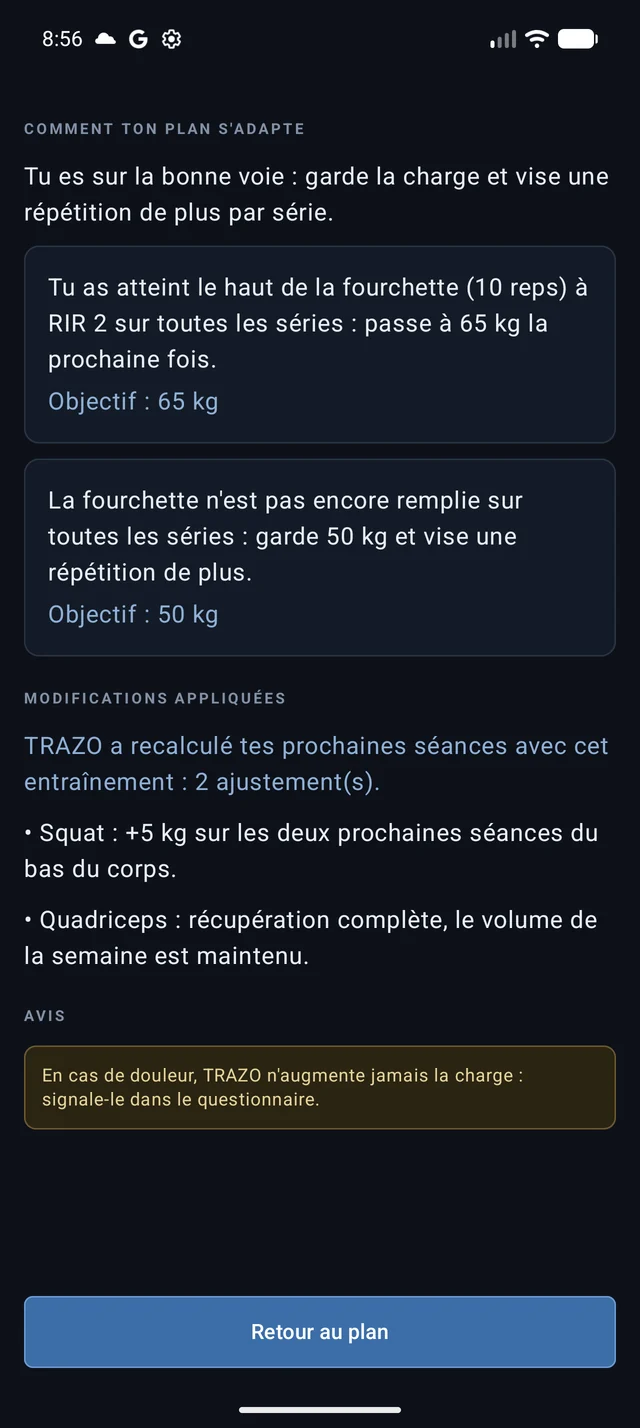 8:56
COMMENT TON PLAN S'ADAPTE
Tu es sur la bonne voie : garde la charge et vise une
répétition de plus par série.
Tu as atteint le haut de la fourchette (10 reps) à
RIR 2 sur toutes les séries : passe à 65 kg la
prochaine fois.
Objectif : 65 kg
La fourchette n'est pas encore remplie sur
toutes les séries : garde 50 kg et vise une
répétition de plus.
Objectif : 50 kg
MODIFICATIONS APPLIQUÉES
TRAZO a recalculé tes prochaines séances avec cet
entraînement : 2 ajustement(s).
• Squat : +5 kg sur les deux prochaines séances du
bas du corps.
• Quadriceps : récupération complète, le volume de
la semaine est maintenu.
AVIS
En cas de douleur, TRAZO n'augmente jamais la charge :
signale-le dans le questionnaire.
Retour au plan